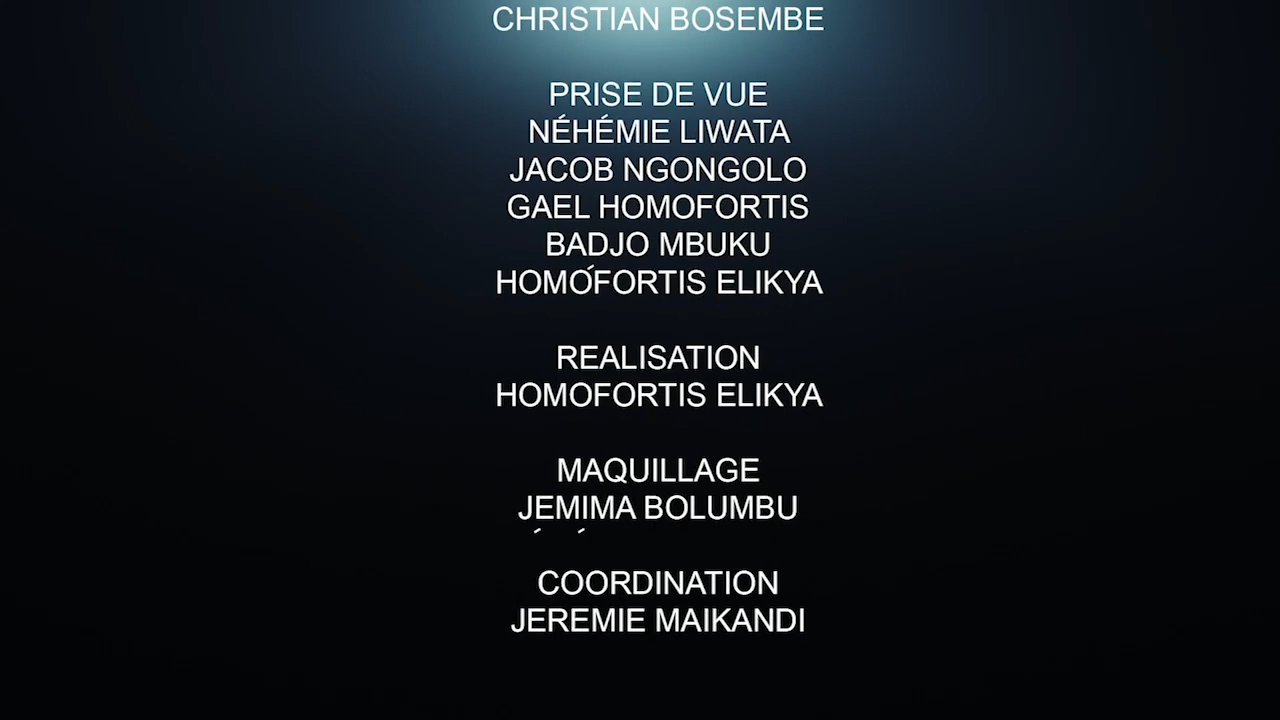 CHRISTIAN BOSEMBE
PRISE DE VUE
NÉHÉMIE LIWATA
JACOB NGONGOLO
GAEL HOMOFORTIS
BADJO MBUKU
HOMOFORTIS ELIKYA
REALISATION
HOMOFORTIS ELIKYA
MAQUILLAGE
JEMIMA BOLUMBU
COORDINATION
JEREMIE MAIKANDI